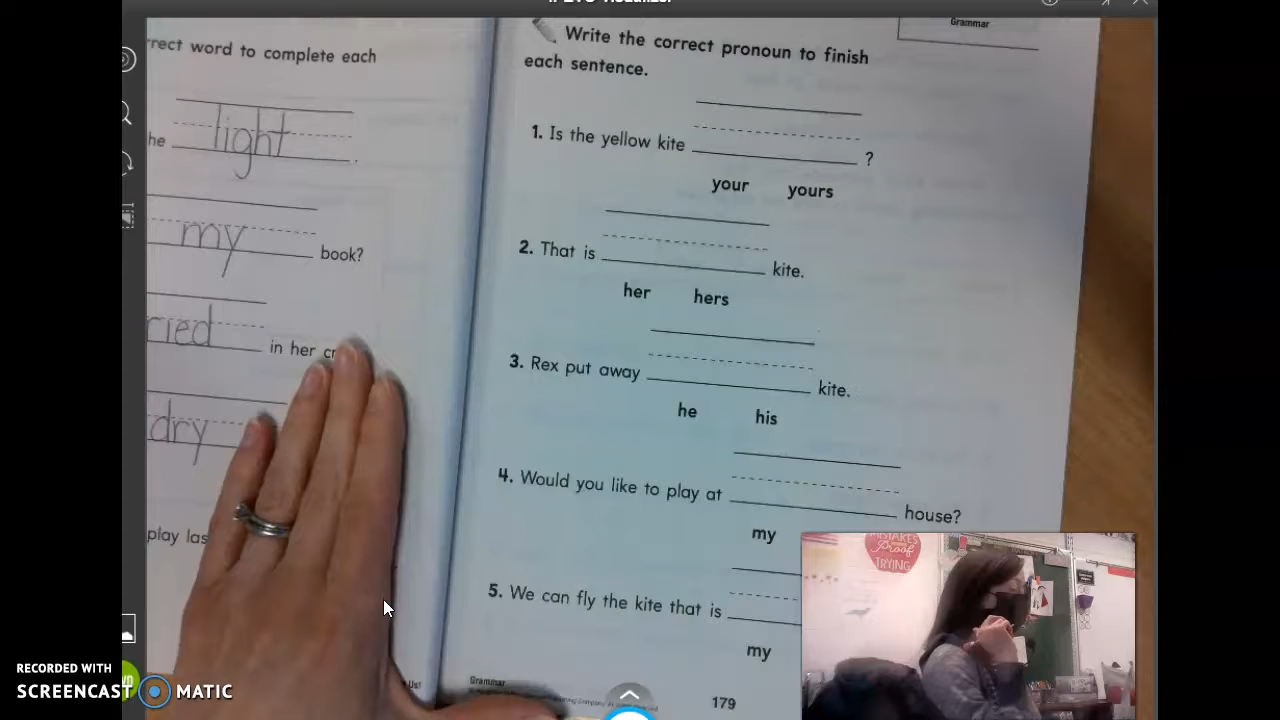 rrect word to complete each
he light .
my book?
ried in her cr
dry
play las
Grammar
Write the correct pronoun to finish
each sentence.
1. Is the yellow kite ?
your yours
2. That is kite.
her hers
3. Rex put away kite.
he his
4. Would you like to play at house?
my
5. We can fly the kite that is
my
Us!
Grammar
179
MISTAKES
Proof
TRYING
RECORDED WITH
SCREENCAST MATIC